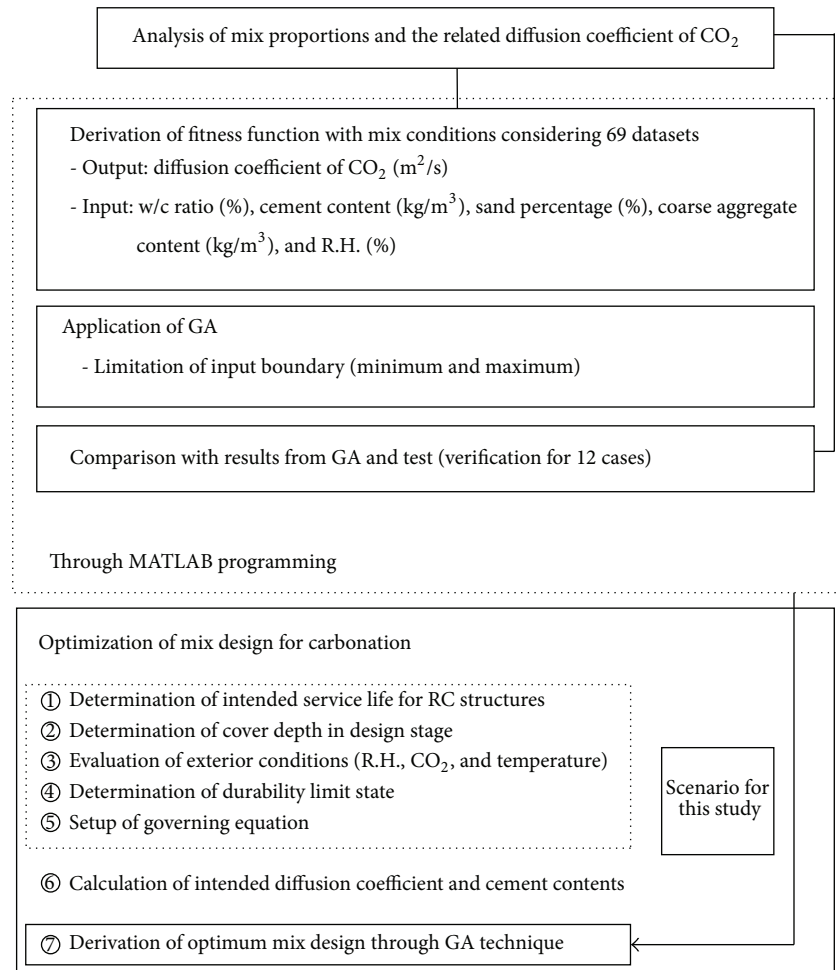 Analysis of mix proportions and the related diffusion coefficient of CO₂
Derivation of fitness function with mix conditions considering 69 datasets
- Output: diffusion coefficient of CO₂ (m²/s)
- Input: w/c ratio (%), cement content (kg/m³), sand percentage (%), coarse aggregate
content (kg/m³), and R.H. (%)
Application of GA
- Limitation of input boundary (minimum and maximum)
Comparison with results from GA and test (verification for 12 cases)
Through MATLAB programming
Optimization of mix design for carbonation
① Determination of intended service life for RC structures
② Determination of cover depth in design stage
③ Evaluation of exterior conditions (R.H., CO₂, and temperature)
④ Determination of durability limit state
⑤ Setup of governing equation
Scenario for
this study
⑥ Calculation of intended diffusion coefficient and cement contents
⑦ Derivation of optimum mix design through GA technique